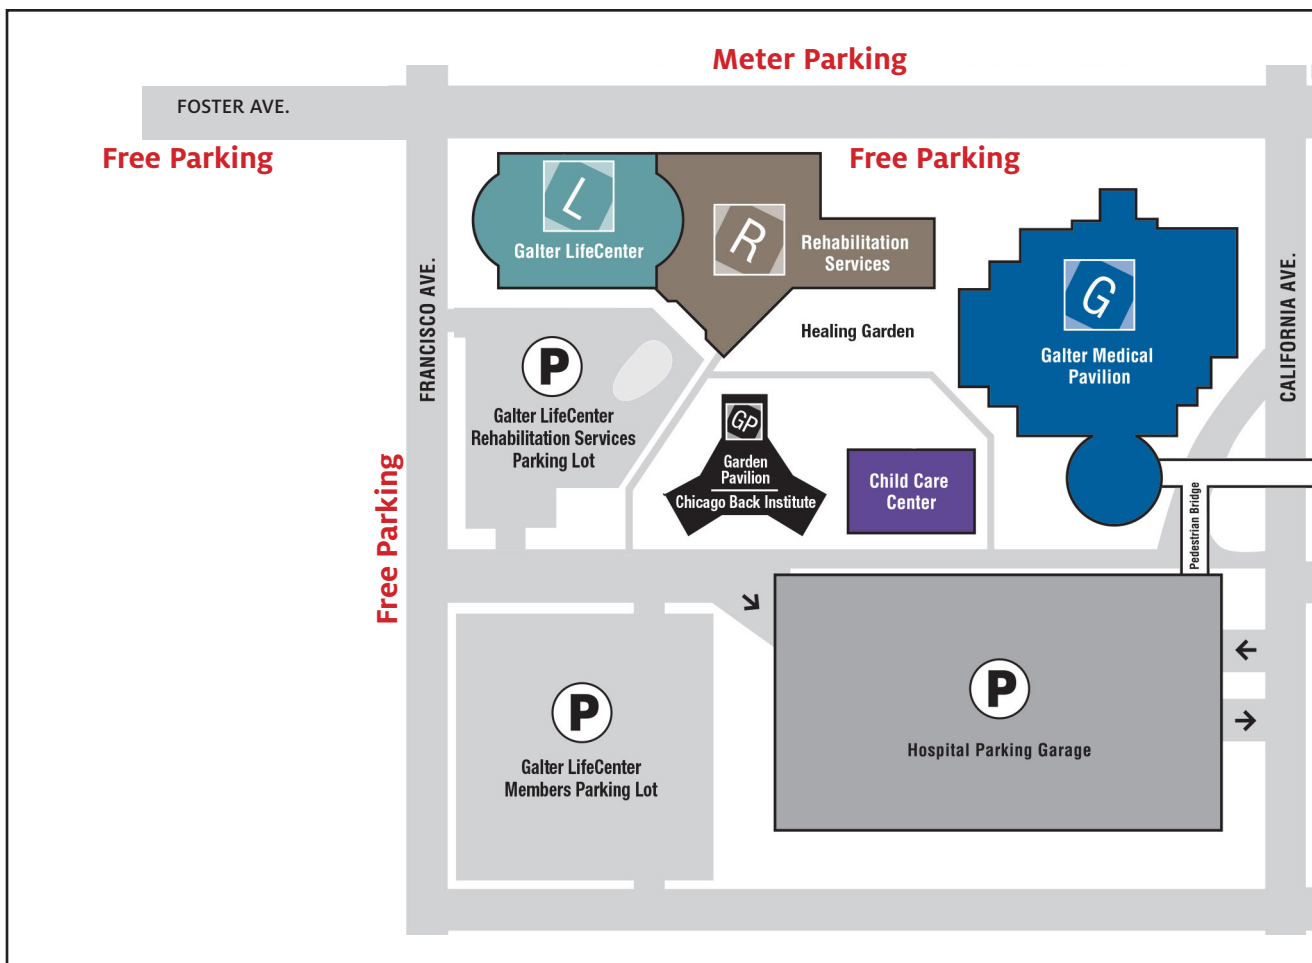 Meter Parking
FOSTER AVE.
Free Parking
Free Parking
L
Galter LifeCenter
R
Rehabilitation
Services
G
Galter Medical
Pavilion
FRANCISCO AVE.
CALIFORNIA AVE.
Healing Garden
P
Galter LifeCenter
Rehabilitation Services
Parking Lot
GP
Garden
Pavilion
Chicago Back Institute
Child Care
Center
Pedestrian Bridge
Free Parking
P
Galter LifeCenter
Members Parking Lot
P
Hospital Parking Garage